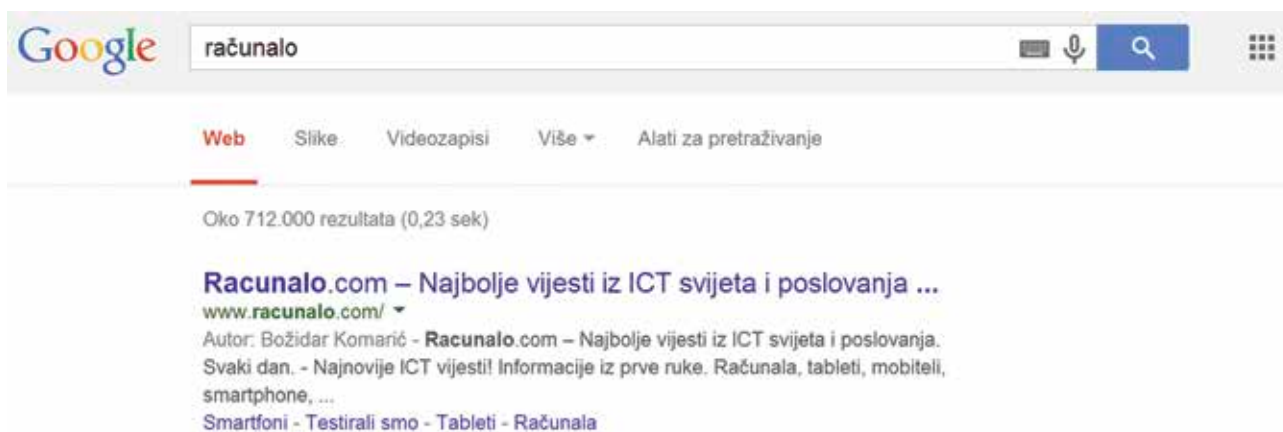 Google računalo
Web Slike Videozapisi Više Alati za pretraživanje
Oko 712.000 rezultata (0,23 sek)
Racunalo.com – Najbolje vijesti iz ICT svijeta i poslovanja ...
www.racunalo.com/
Autor: Božidar Komarić - Racunalo.com – Najbolje vijesti iz ICT svijeta i poslovanja.
Svaki dan. - Najnovije ICT vijesti! Informacije iz prve ruke. Računala, tableti, mobiteli,
smartphone, ...
Smartfoni - Testirali smo - Tableti - Računala